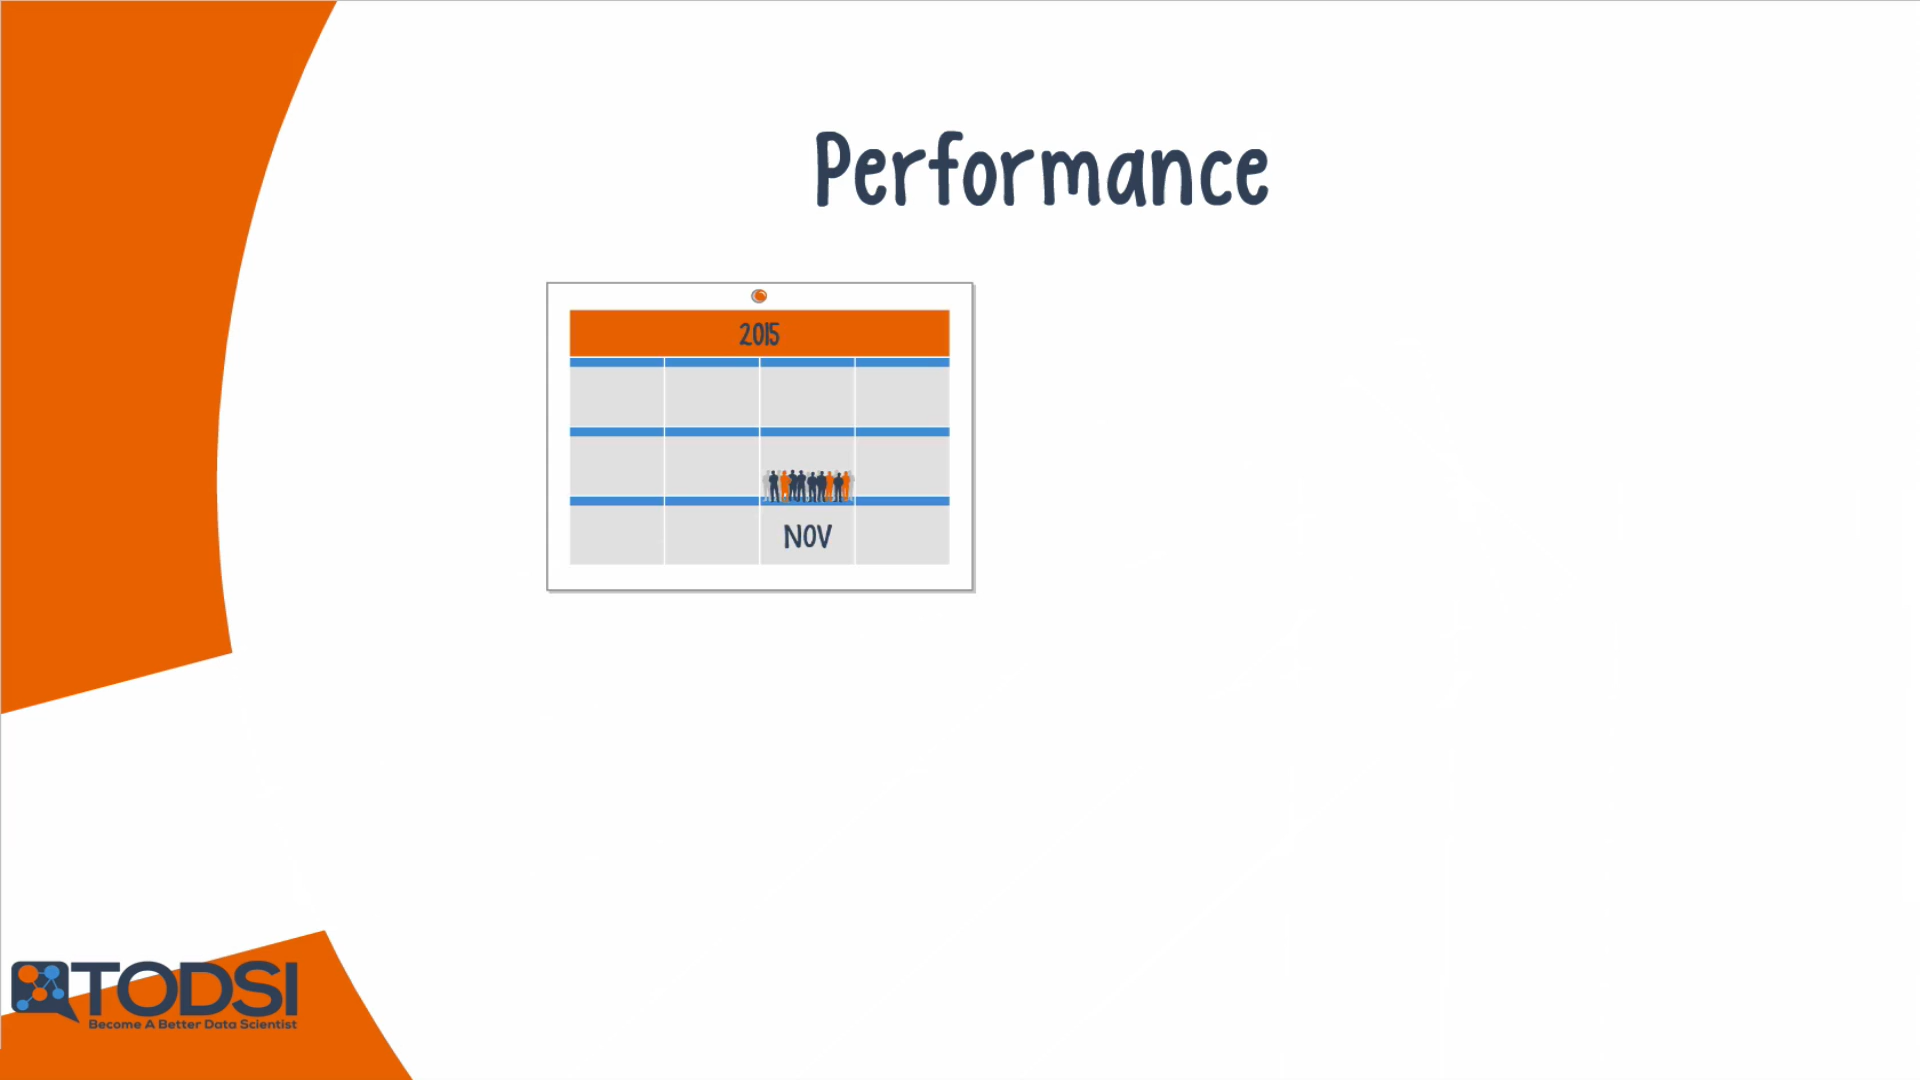 Performance
2015
NOV
TODSI
Become A Better Data Scientist